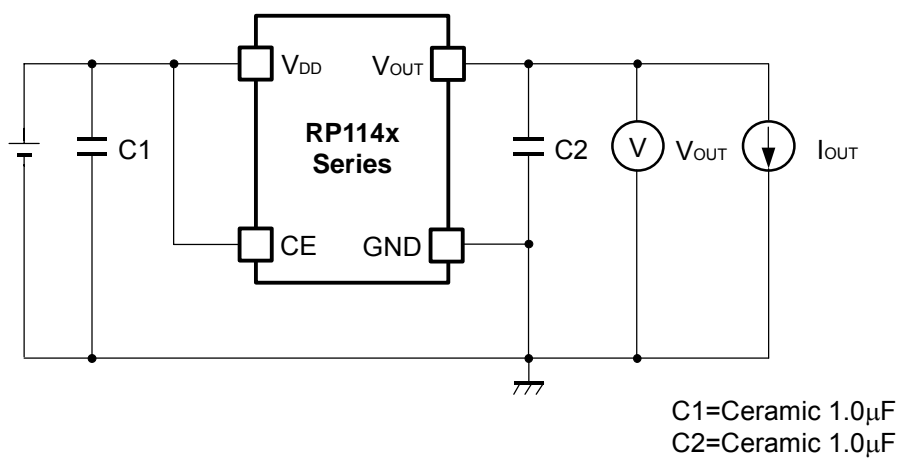 VDD
VOUT
RP114x
Series
C1
C2
V
VOUT
IOUT
CE
GND
C1=Ceramic 1.0μF
C2=Ceramic 1.0μF